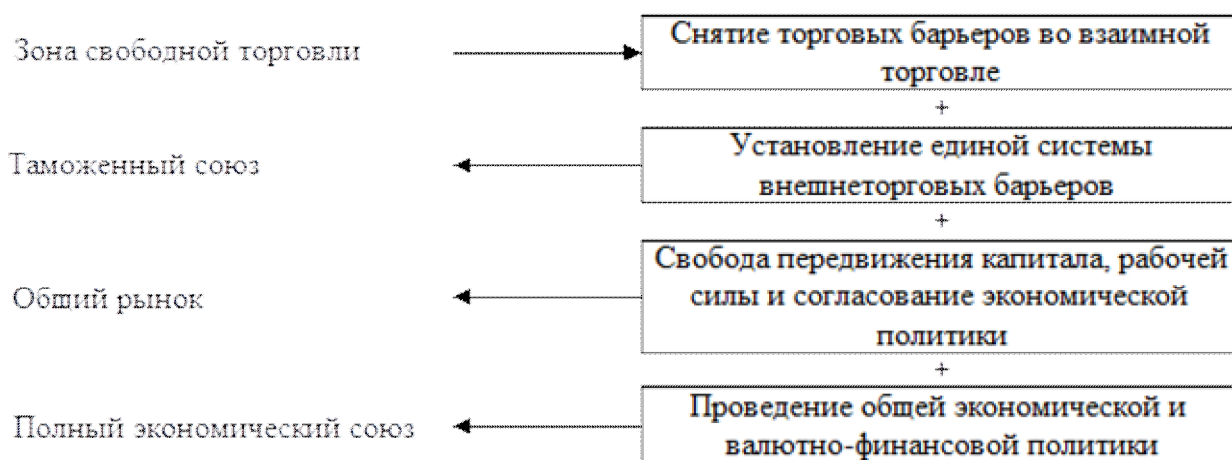 Зона свободной торговли
Снятие торговых барьеров во взаимной
торговле
+
Таможенный союз
Установление единой системы
внешнеторговых барьеров
+
Общий рынок
Свобода передвижения капитала, рабочей
силы и согласование экономической
политики
+
Полный экономический союз
Проведение общей экономической и
валютно-финансовой политики